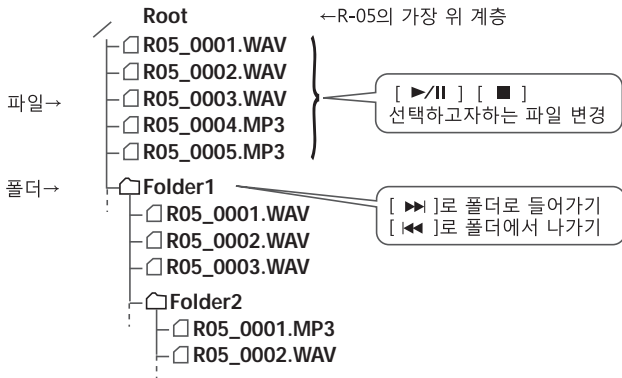 Root ←R-05의 가장 위 계층
R05_0001.WAV
R05_0002.WAV
R05_0003.WAV
R05_0004.MP3
R05_0005.MP3
파일→
[ ►/II ] [ ■ ]
선택하고자하는 파일 변경
폴더→ Folder1
[ ►►I ]로 폴더로 들어가기
[ I◄◄ ]로 폴더에서 나가기
R05_0001.WAV
R05_0002.WAV
R05_0003.WAV
Folder2
R05_0001.MP3
R05_0002.WAV